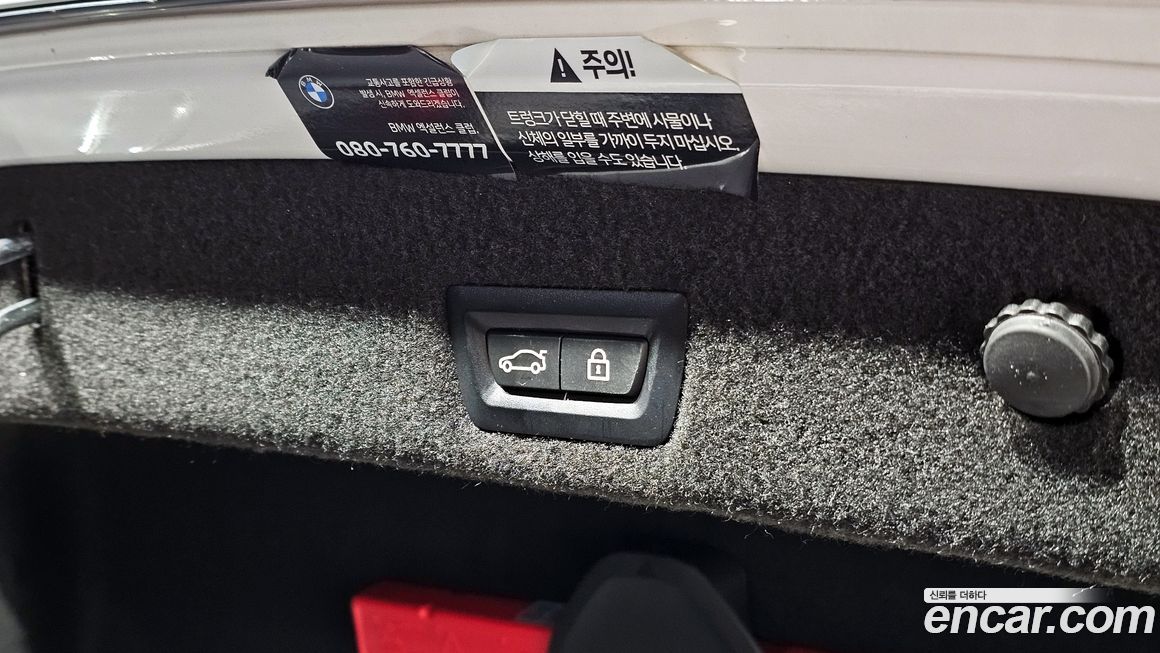 BMW
교통사고를 포함한 긴급상황
발생 시, BMW 엑설런스 클럽이
신속하게 도와드리겠습니다.
BMW 엑설런스 클럽.
080-760-7777
주의!
트렁크가 닫힐 때 주변에 사물이나
신체의 일부를 가까이 두지 마십시오.
상해를 입을 수도 있습니다.
신뢰를 더하다
encar.com